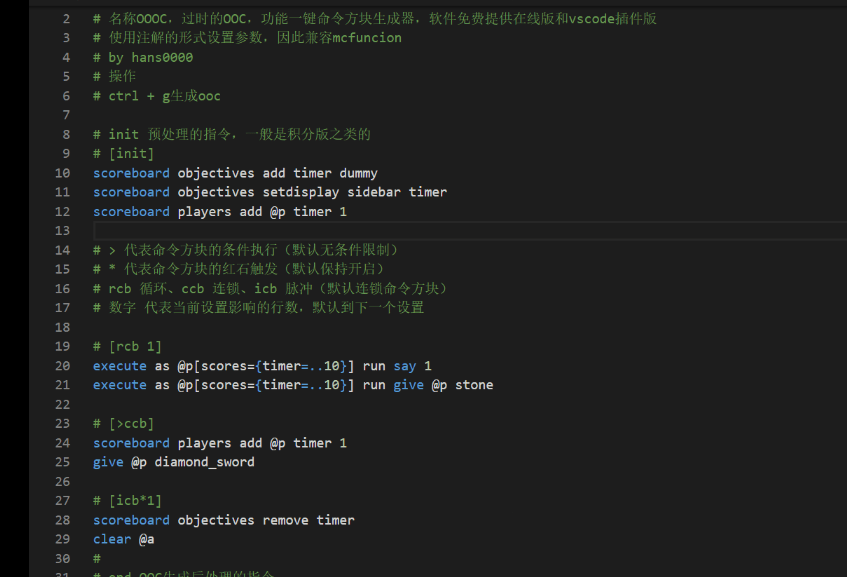 2 # 名称OOOC，过时的OOC，功能一键命令方块生成器，软件免费提供在线版和vscode插件版
3 # 使用注解的形式设置参数，因此兼容mcfuncion
4 # by hans0000
5 # 操作
6 # ctrl + g生成ooc
7
8 # init 预处理的指令，一般是积分版之类的
9 # [init]
10 scoreboard objectives add timer dummy
11 scoreboard objectives setdisplay sidebar timer
12 scoreboard players add @p timer 1
13
14 # > 代表命令方块的条件执行（默认无条件限制）
15 # * 代表命令方块的红石触发（默认保持开启）
16 # rcb 循环、ccb 连锁、icb 脉冲（默认连锁命令方块）
17 # 数字 代表当前设置影响的行数，默认到下一个设置
18
19 # [rcb 1]
20 execute as @p[scores={timer=..10}] run say 1
21 execute as @p[scores={timer=..10}] run give @p stone
22
23 # [>ccb]
24 scoreboard players add @p timer 1
25 give @p diamond_sword
26
27 # [icb*1]
28 scoreboard objectives remove timer
29 clear @a
30 #
31 # end OOC生成后处理的指令